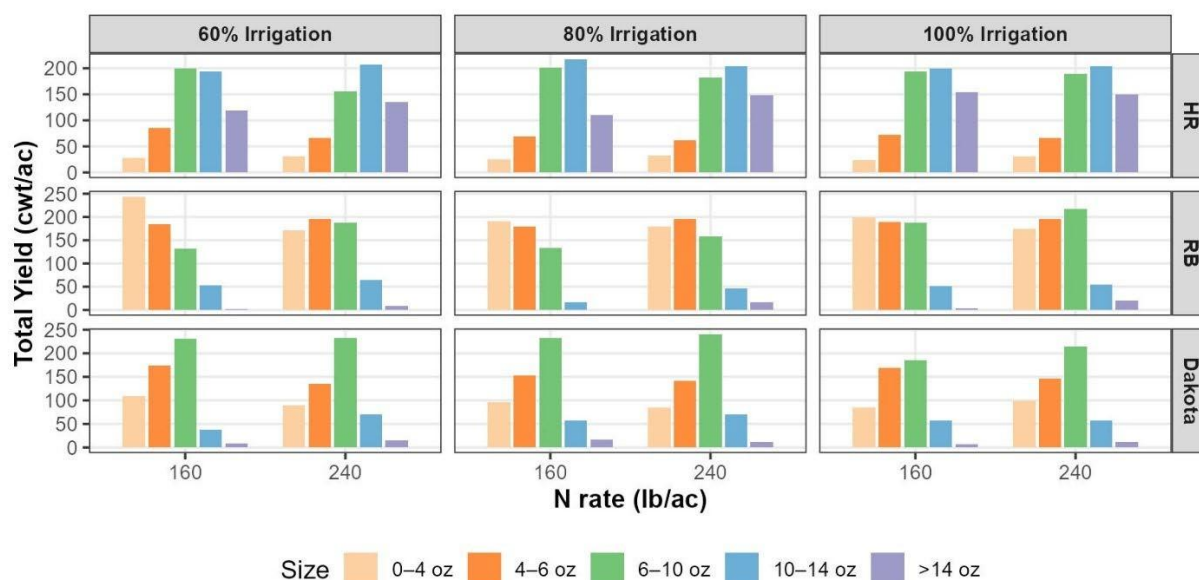 60% Irrigation 80% Irrigation 100% Irrigation
Total Yield (cwt/ac)
200
150
100
50
0
HR
250
200
150
100
50
0
RB
250
200
150
100
50
0
Dakota
160 240 160 240 160 240
N rate (lb/ac)
Size 0–4 oz 4–6 oz 6–10 oz 10–14 oz >14 oz